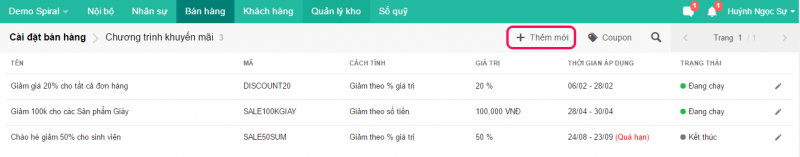 Demo Spiral Nội bộ Nhân sự Bán hàng Khách hàng Quản lý kho Sổ quỹ 1 1 Huỳnh Ngọc Sự
Cài đặt bán hàng Chương trình khuyến mãi 3 + Thêm mới Coupon Trang 1 / 1
TÊN MÃ CÁCH TÍNH GIÁ TRỊ THỜI GIAN ÁP DỤNG TRẠNG THÁI
Giảm giá 20% cho tất cả đơn hàng DISCOUNT20 Giảm theo % giá trị 20 % 06/02 - 28/02 Đang chạy
Giảm 100k cho các Sản phẩm Giày SALE100KGIAY Giảm theo số tiền 100,000 VNĐ 28/04 - 30/04 Đang chạy
Chào hè giảm 50% cho sinh viên SALE50SUM Giảm theo % giá trị 50 % 24/08 - 23/09 (Quá hạn) Kết thúc